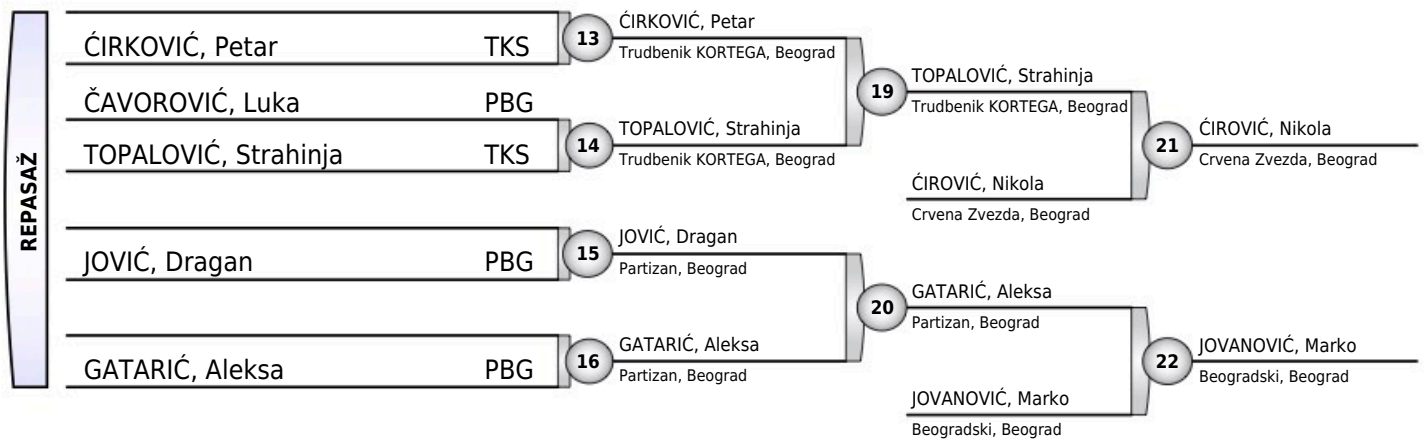 REPASAŽ
ĆIRKOVIĆ, Petar TKS
ČAVOROVIĆ, Luka PBG
TOPALOVIĆ, Strahinja TKS
JOVIĆ, Dragan PBG
GATARIĆ, Aleksa PBG
13
ĆIRKOVIĆ, Petar
Trudbenik KORTEGA, Beograd
14
TOPALOVIĆ, Strahinja
Trudbenik KORTEGA, Beograd
15
JOVIĆ, Dragan
Partizan, Beograd
16
GATARIĆ, Aleksa
Partizan, Beograd
19
TOPALOVIĆ, Strahinja
Trudbenik KORTEGA, Beograd
ĆIROVIĆ, Nikola
Crvena Zvezda, Beograd
20
GATARIĆ, Aleksa
Partizan, Beograd
JOVANOVIĆ, Marko
Beogradski, Beograd
21
ĆIROVIĆ, Nikola
Crvena Zvezda, Beograd
22
JOVANOVIĆ, Marko
Beogradski, Beograd